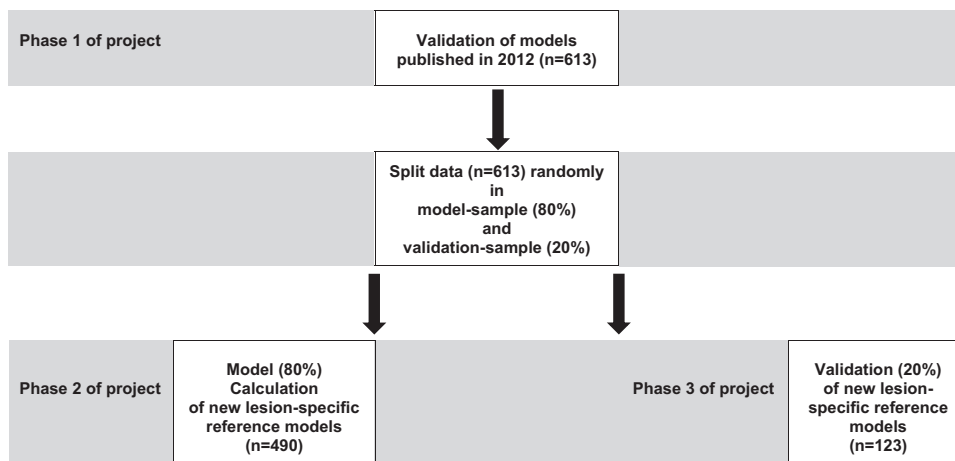 Phase 1 of project
Validation of models
published in 2012 (n=613)
Split data (n=613) randomly
in
model-sample (80%)
and
validation-sample (20%)
Phase 2 of project
Model (80%)
Calculation
of new lesion-specific
reference models
(n=490)
Phase 3 of project
Validation (20%)
of new lesion-
specific reference
models
(n=123)